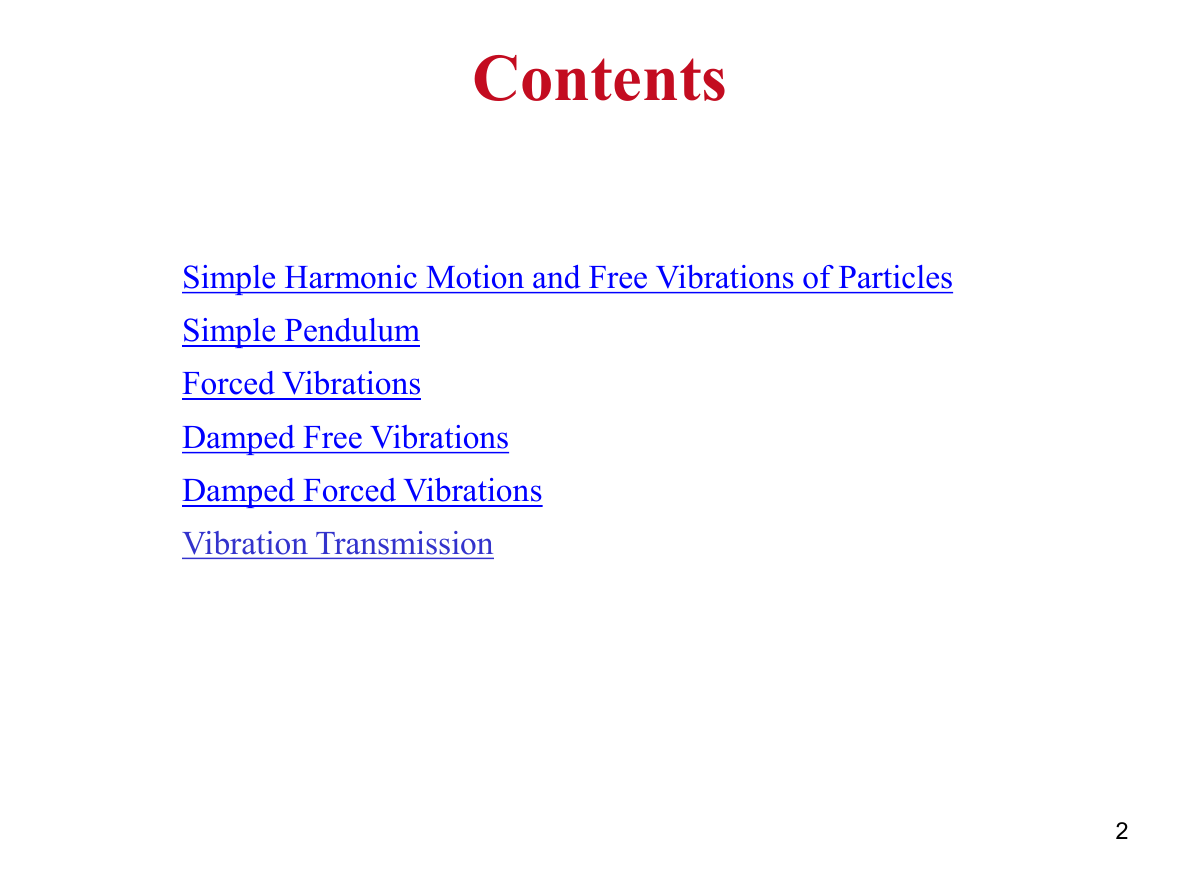 Contents
Simple Harmonic Motion and Free Vibrations of Particles
Simple Pendulum
Forced Vibrations
Damped Free Vibrations
Damped Forced Vibrations
Vibration Transmission
2